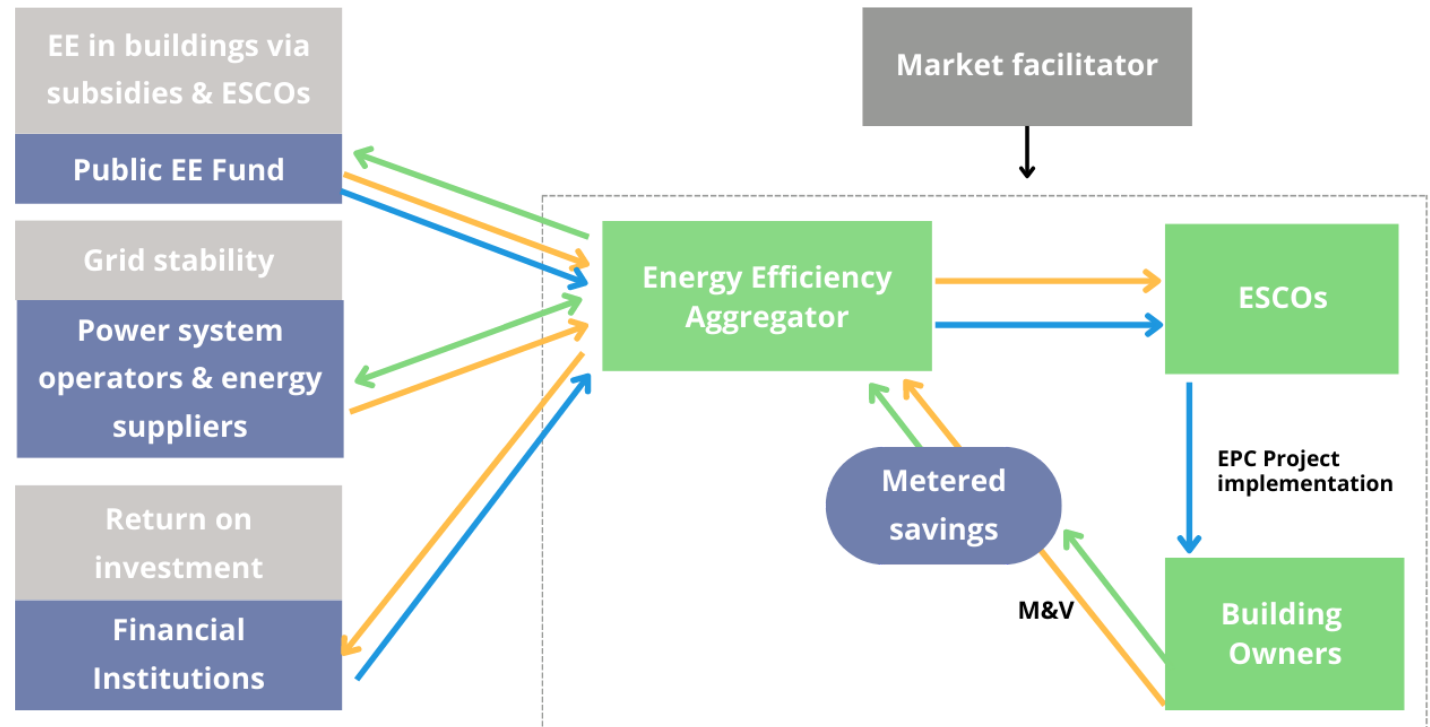 EE in buildings via
subsidies & ESCOs
Public EE Fund
Grid stability
Power system
operators & energy
suppliers
Return on
investment
Financial
Institutions
Market facilitator
Energy Efficiency
Aggregator
ESCOs
EPC Project
implementation
Metered
savings
M&V
Building
Owners